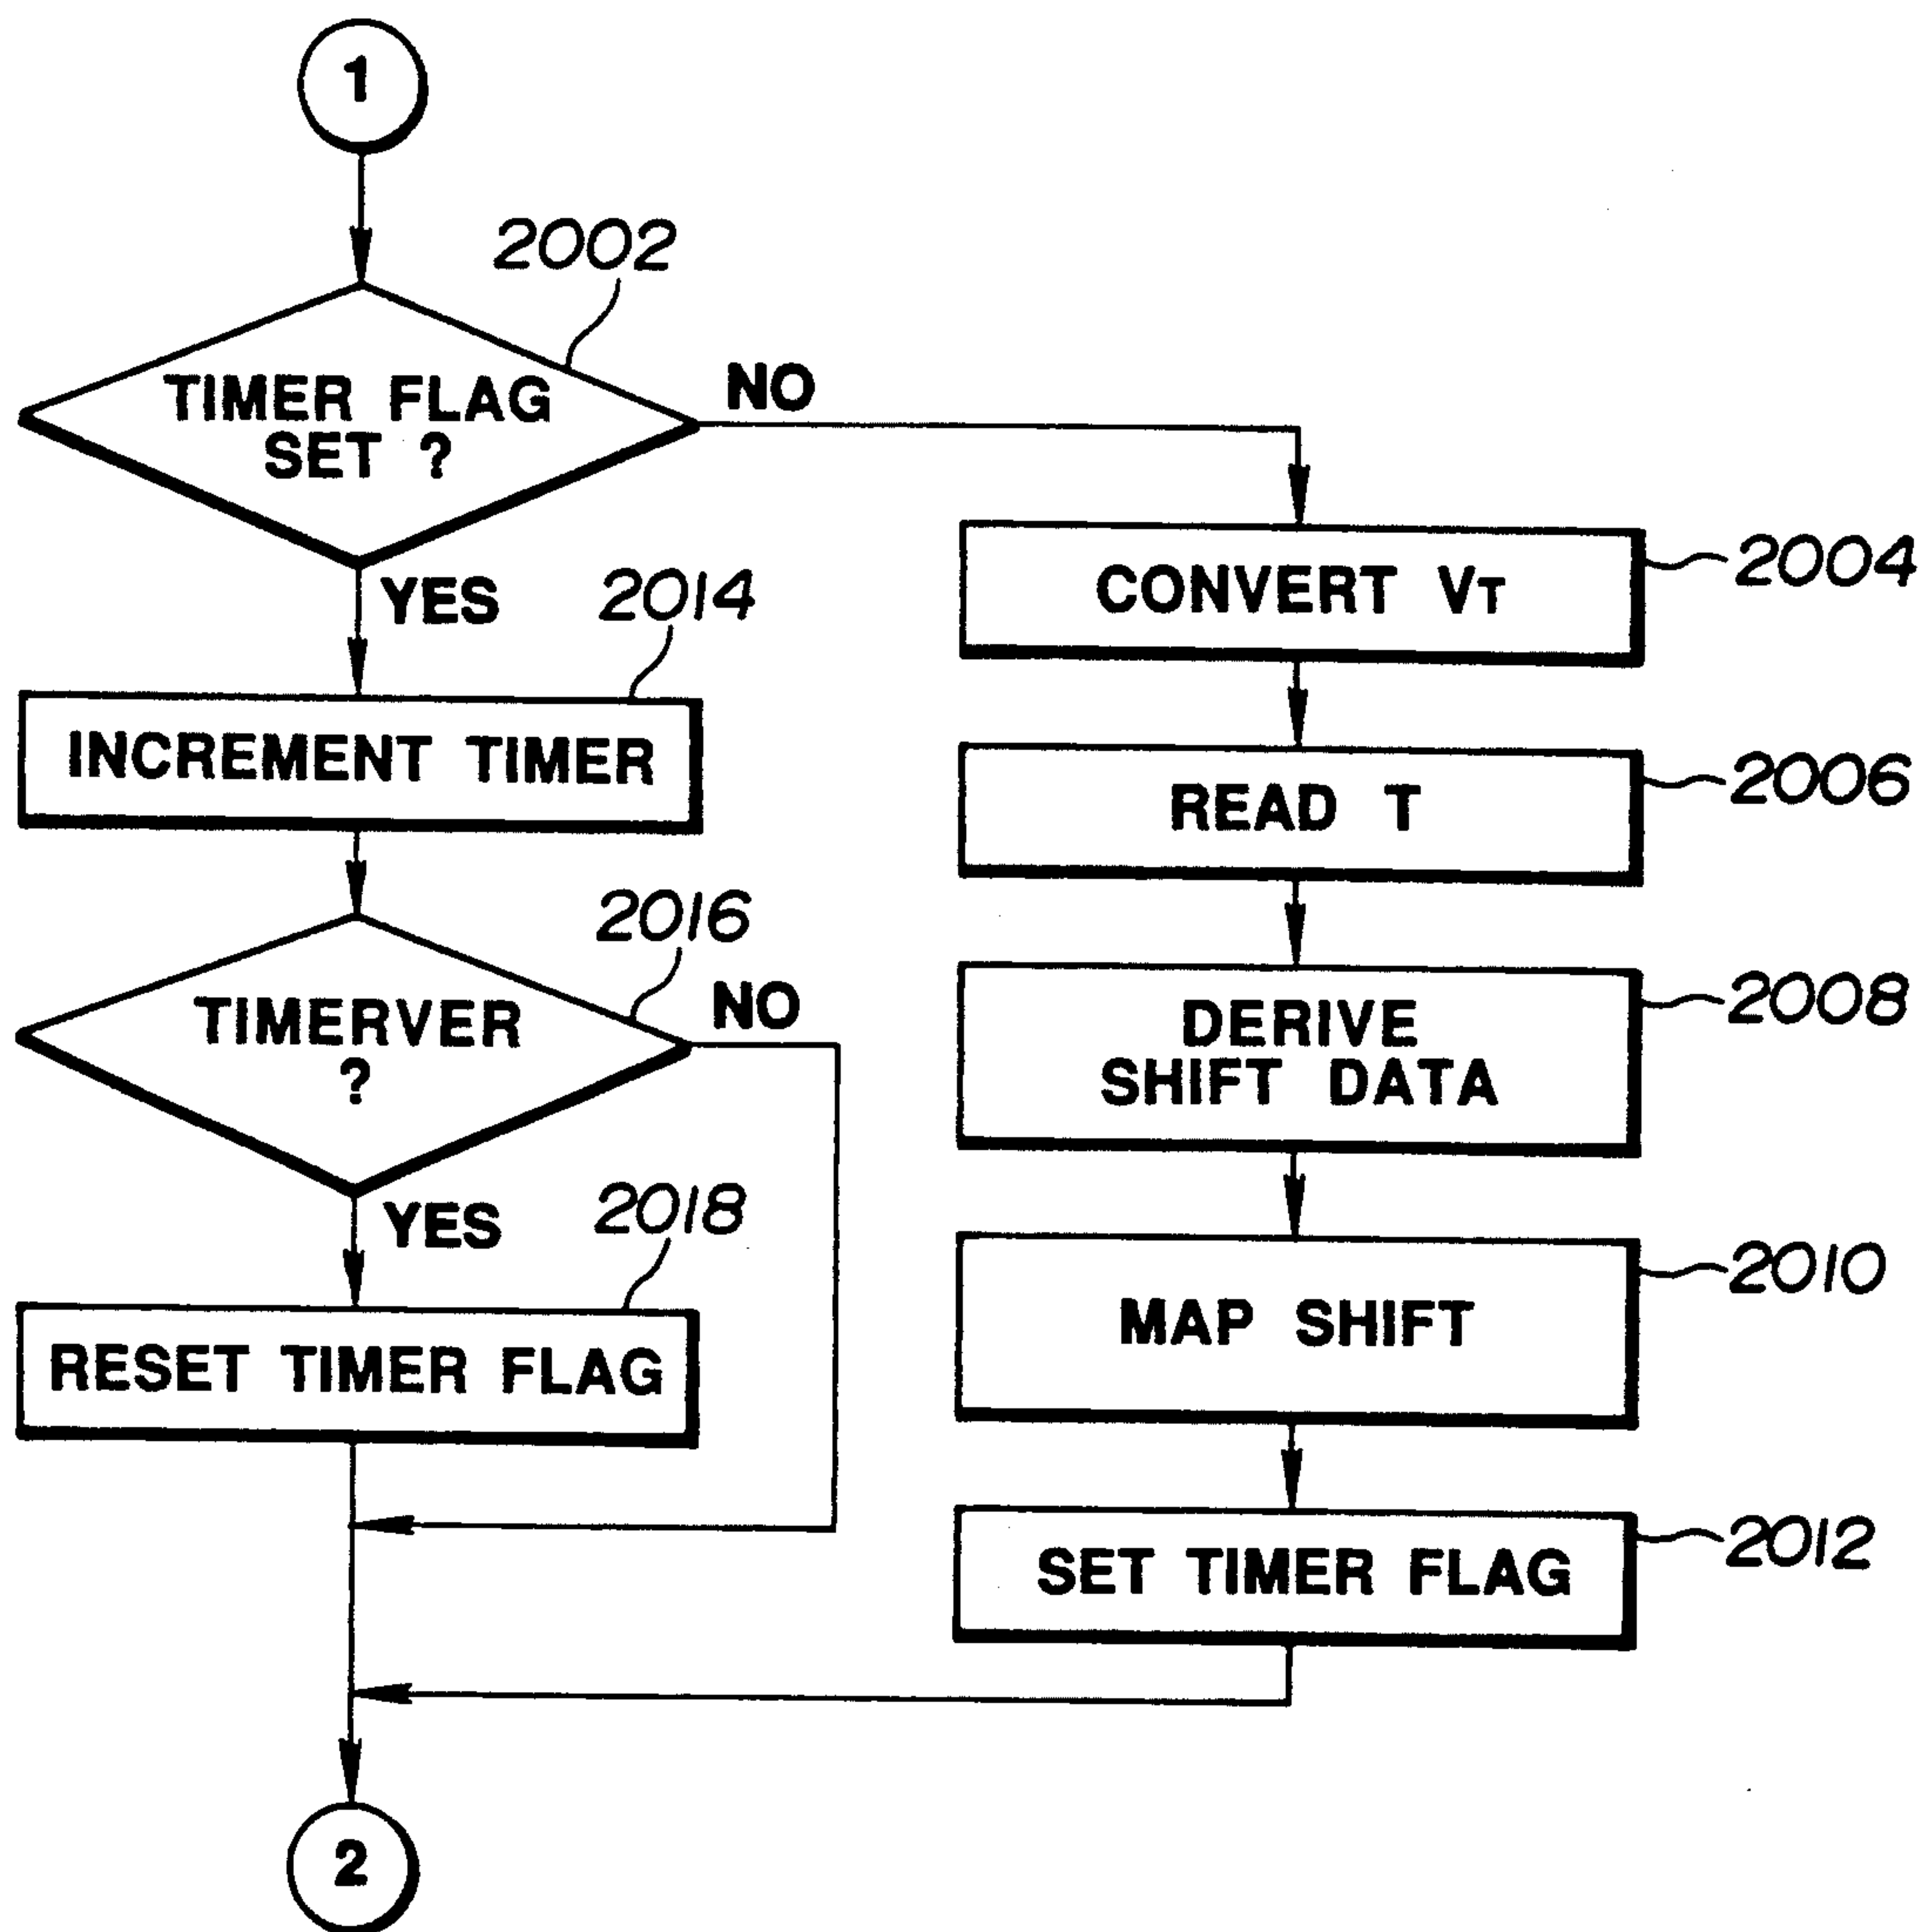 1
2002
TIMER FLAG
SET ?
NO
YES
2014
INCREMENT TIMER
2016
TIMERVER
?
NO
YES
2018
RESET TIMER FLAG
CONVERT VT
2004
READ T
2006
DERIVE
SHIFT DATA
2008
MAP SHIFT
2010
SET TIMER FLAG
2012
2